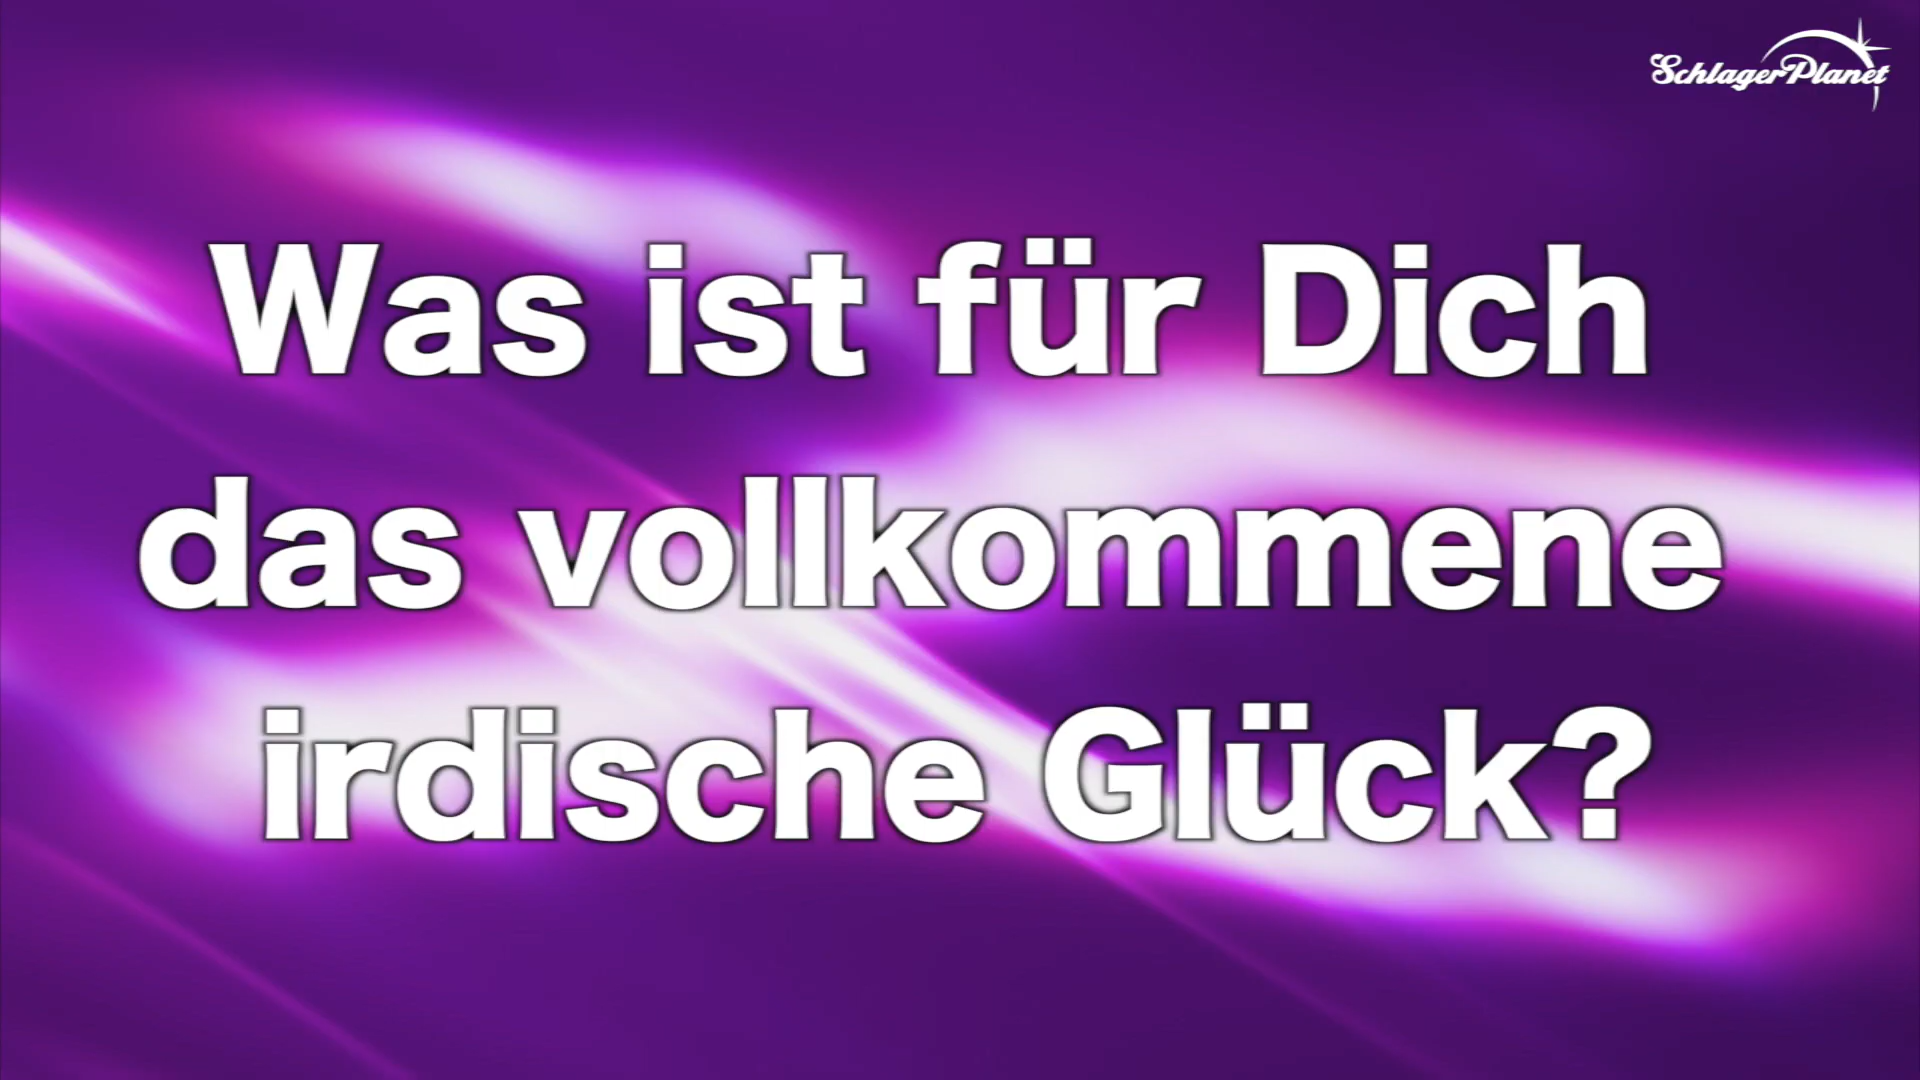 SchlagerPlanet
Was ist für Dich
das vollkommene
irdische Glück?